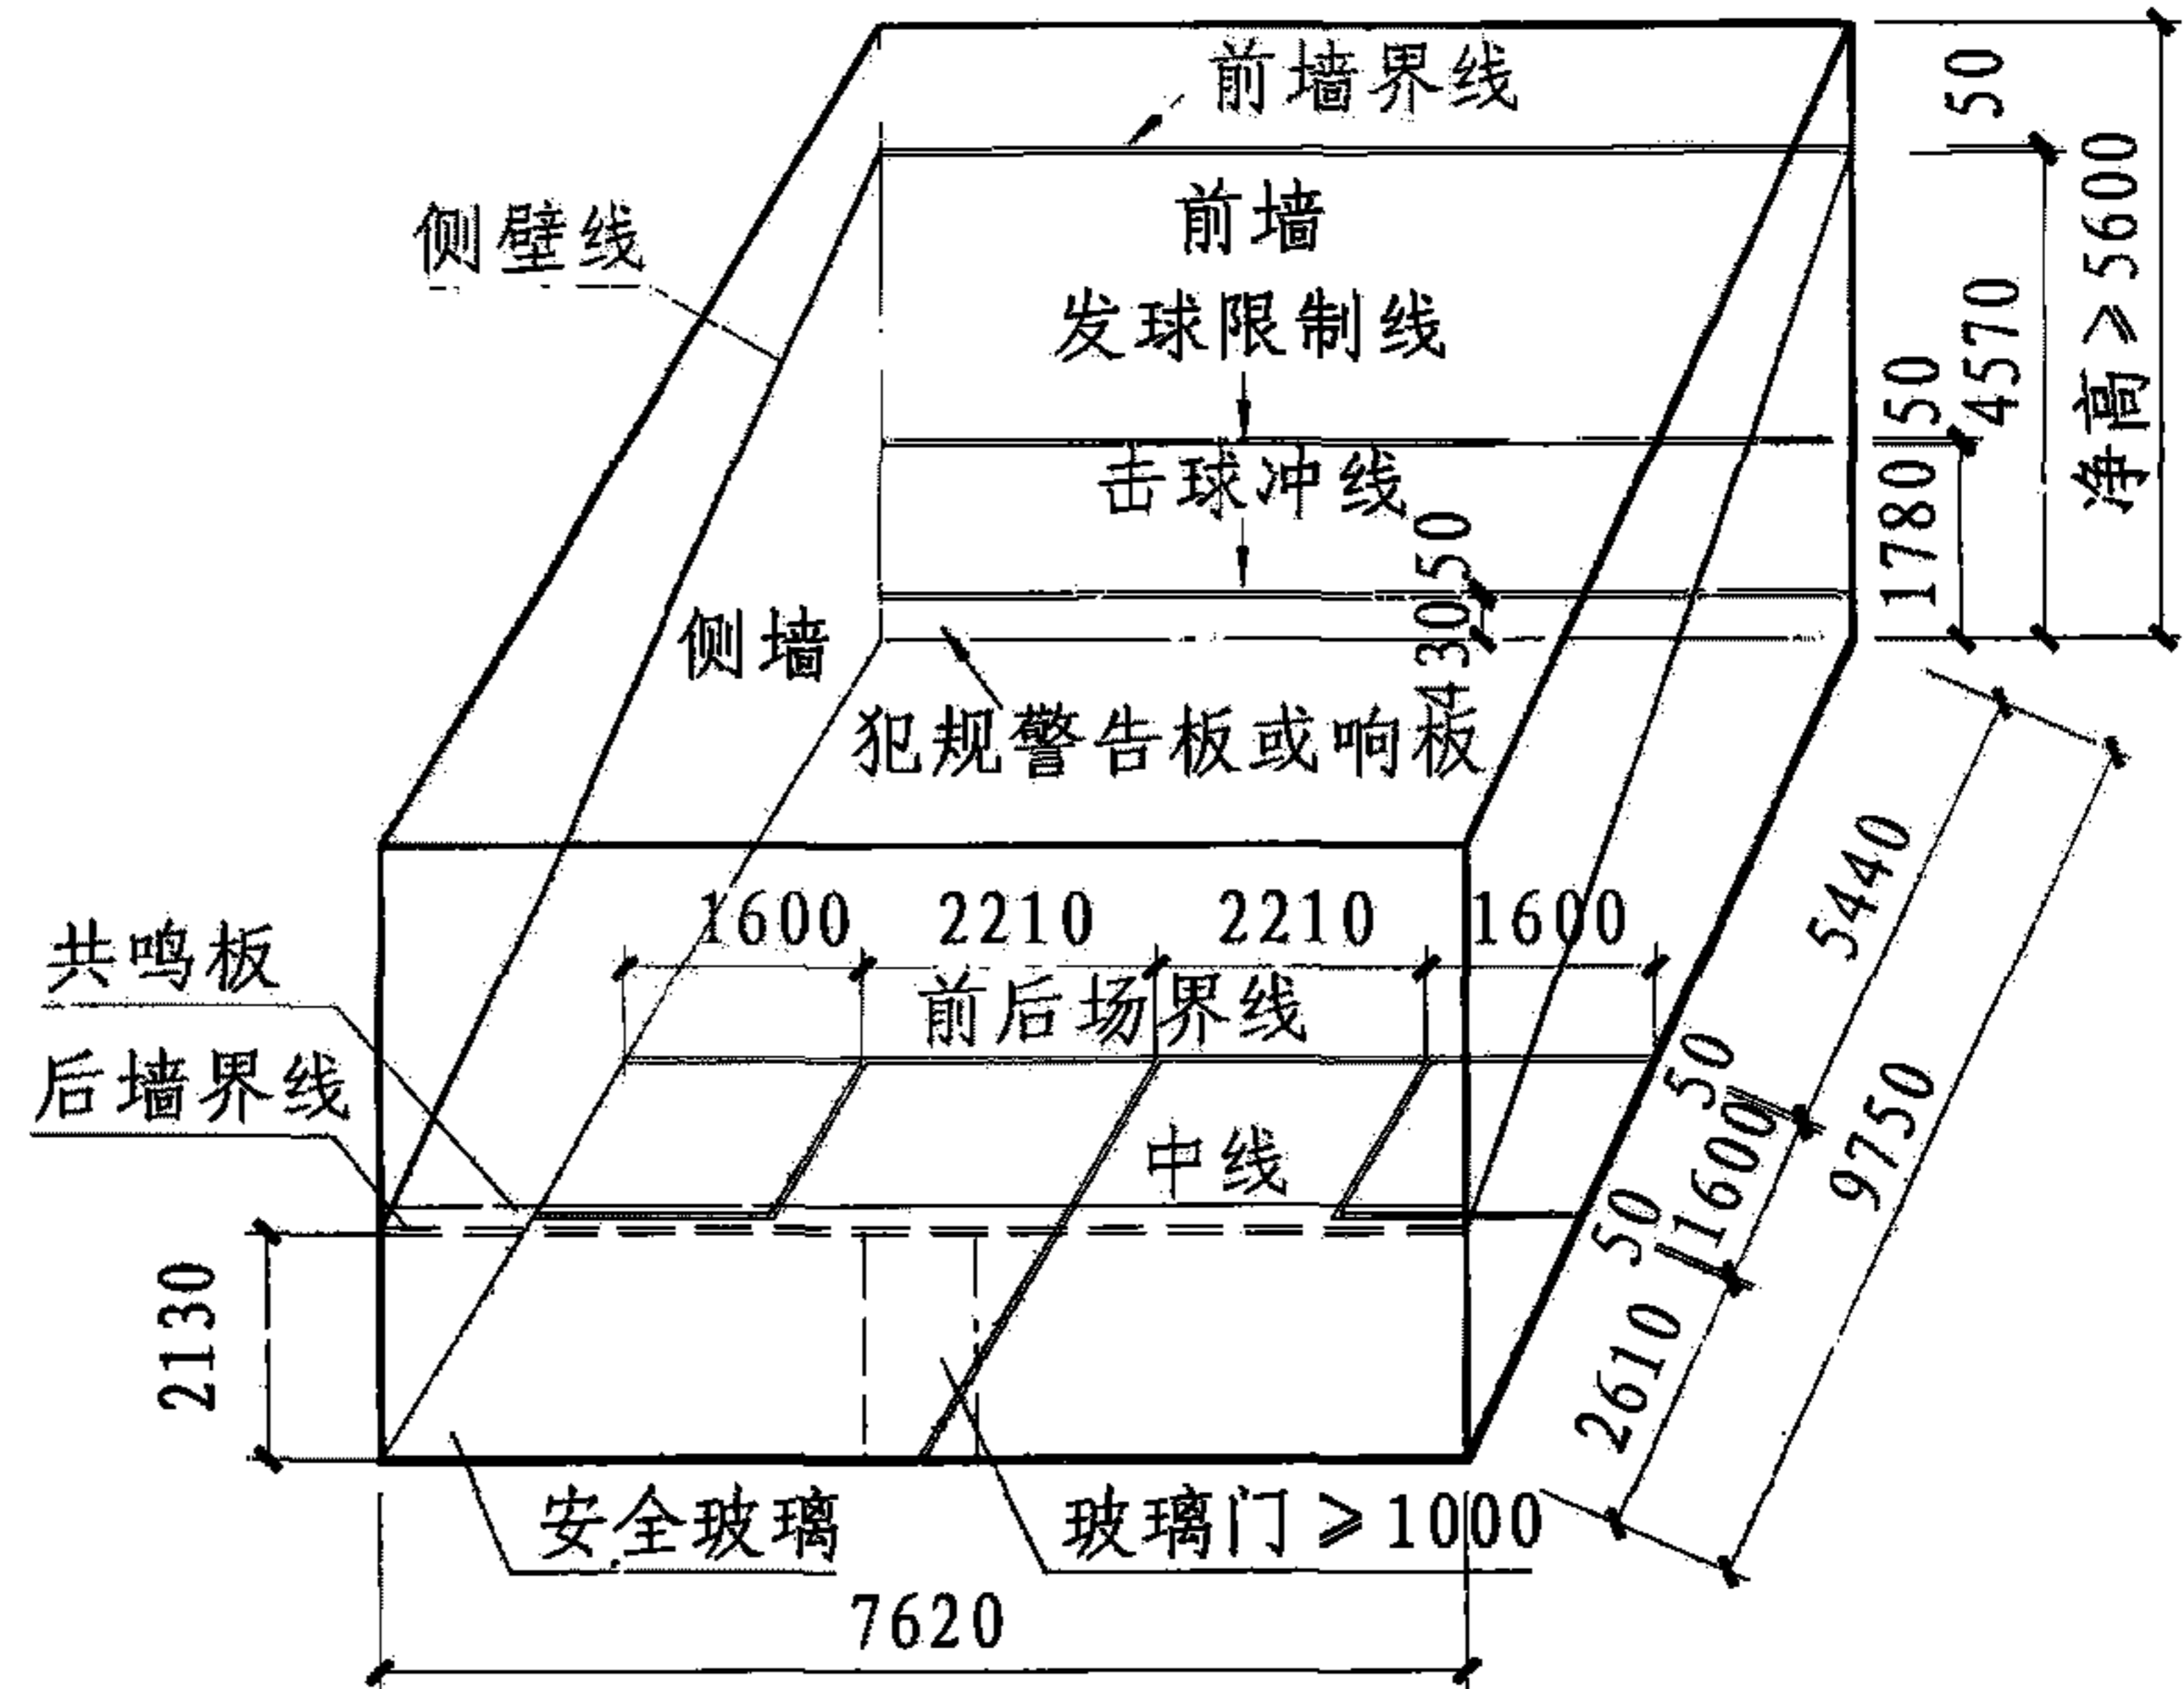 前墙界线
50
前墙
侧壁线
发球限制线
净高≥5600
4570
50
1780
击球冲线
50
430
侧墙
犯规警告板或响板
5440
9750
1600 2210 2210 1600
共鸣板
前后场界线
后墙界线
50
1600
中线
50
2130
2610
安全玻璃
玻璃门≥1000
7620